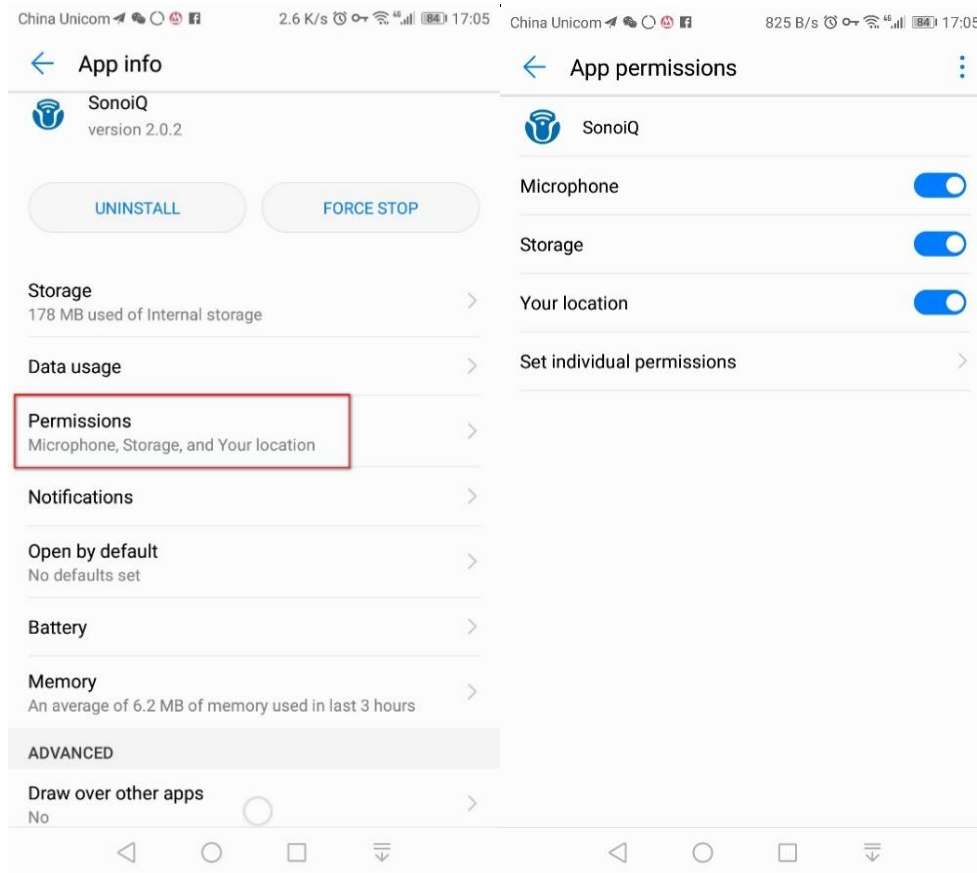 China Unicom 2.6 K/s 4G 84 17:05
App info
SonoiQ
version 2.0.2
UNINSTALL FORCE STOP
Storage
178 MB used of Internal storage
Data usage
Permissions
Microphone, Storage, and Your location
Notifications
Open by default
No defaults set
Battery
Memory
An average of 6.2 MB of memory used in last 3 hours
ADVANCED
Draw over other apps
No
China Unicom 825 B/s 4G 84 17:05
App permissions
SonoiQ
Microphone
Storage
Your location
Set individual permissions